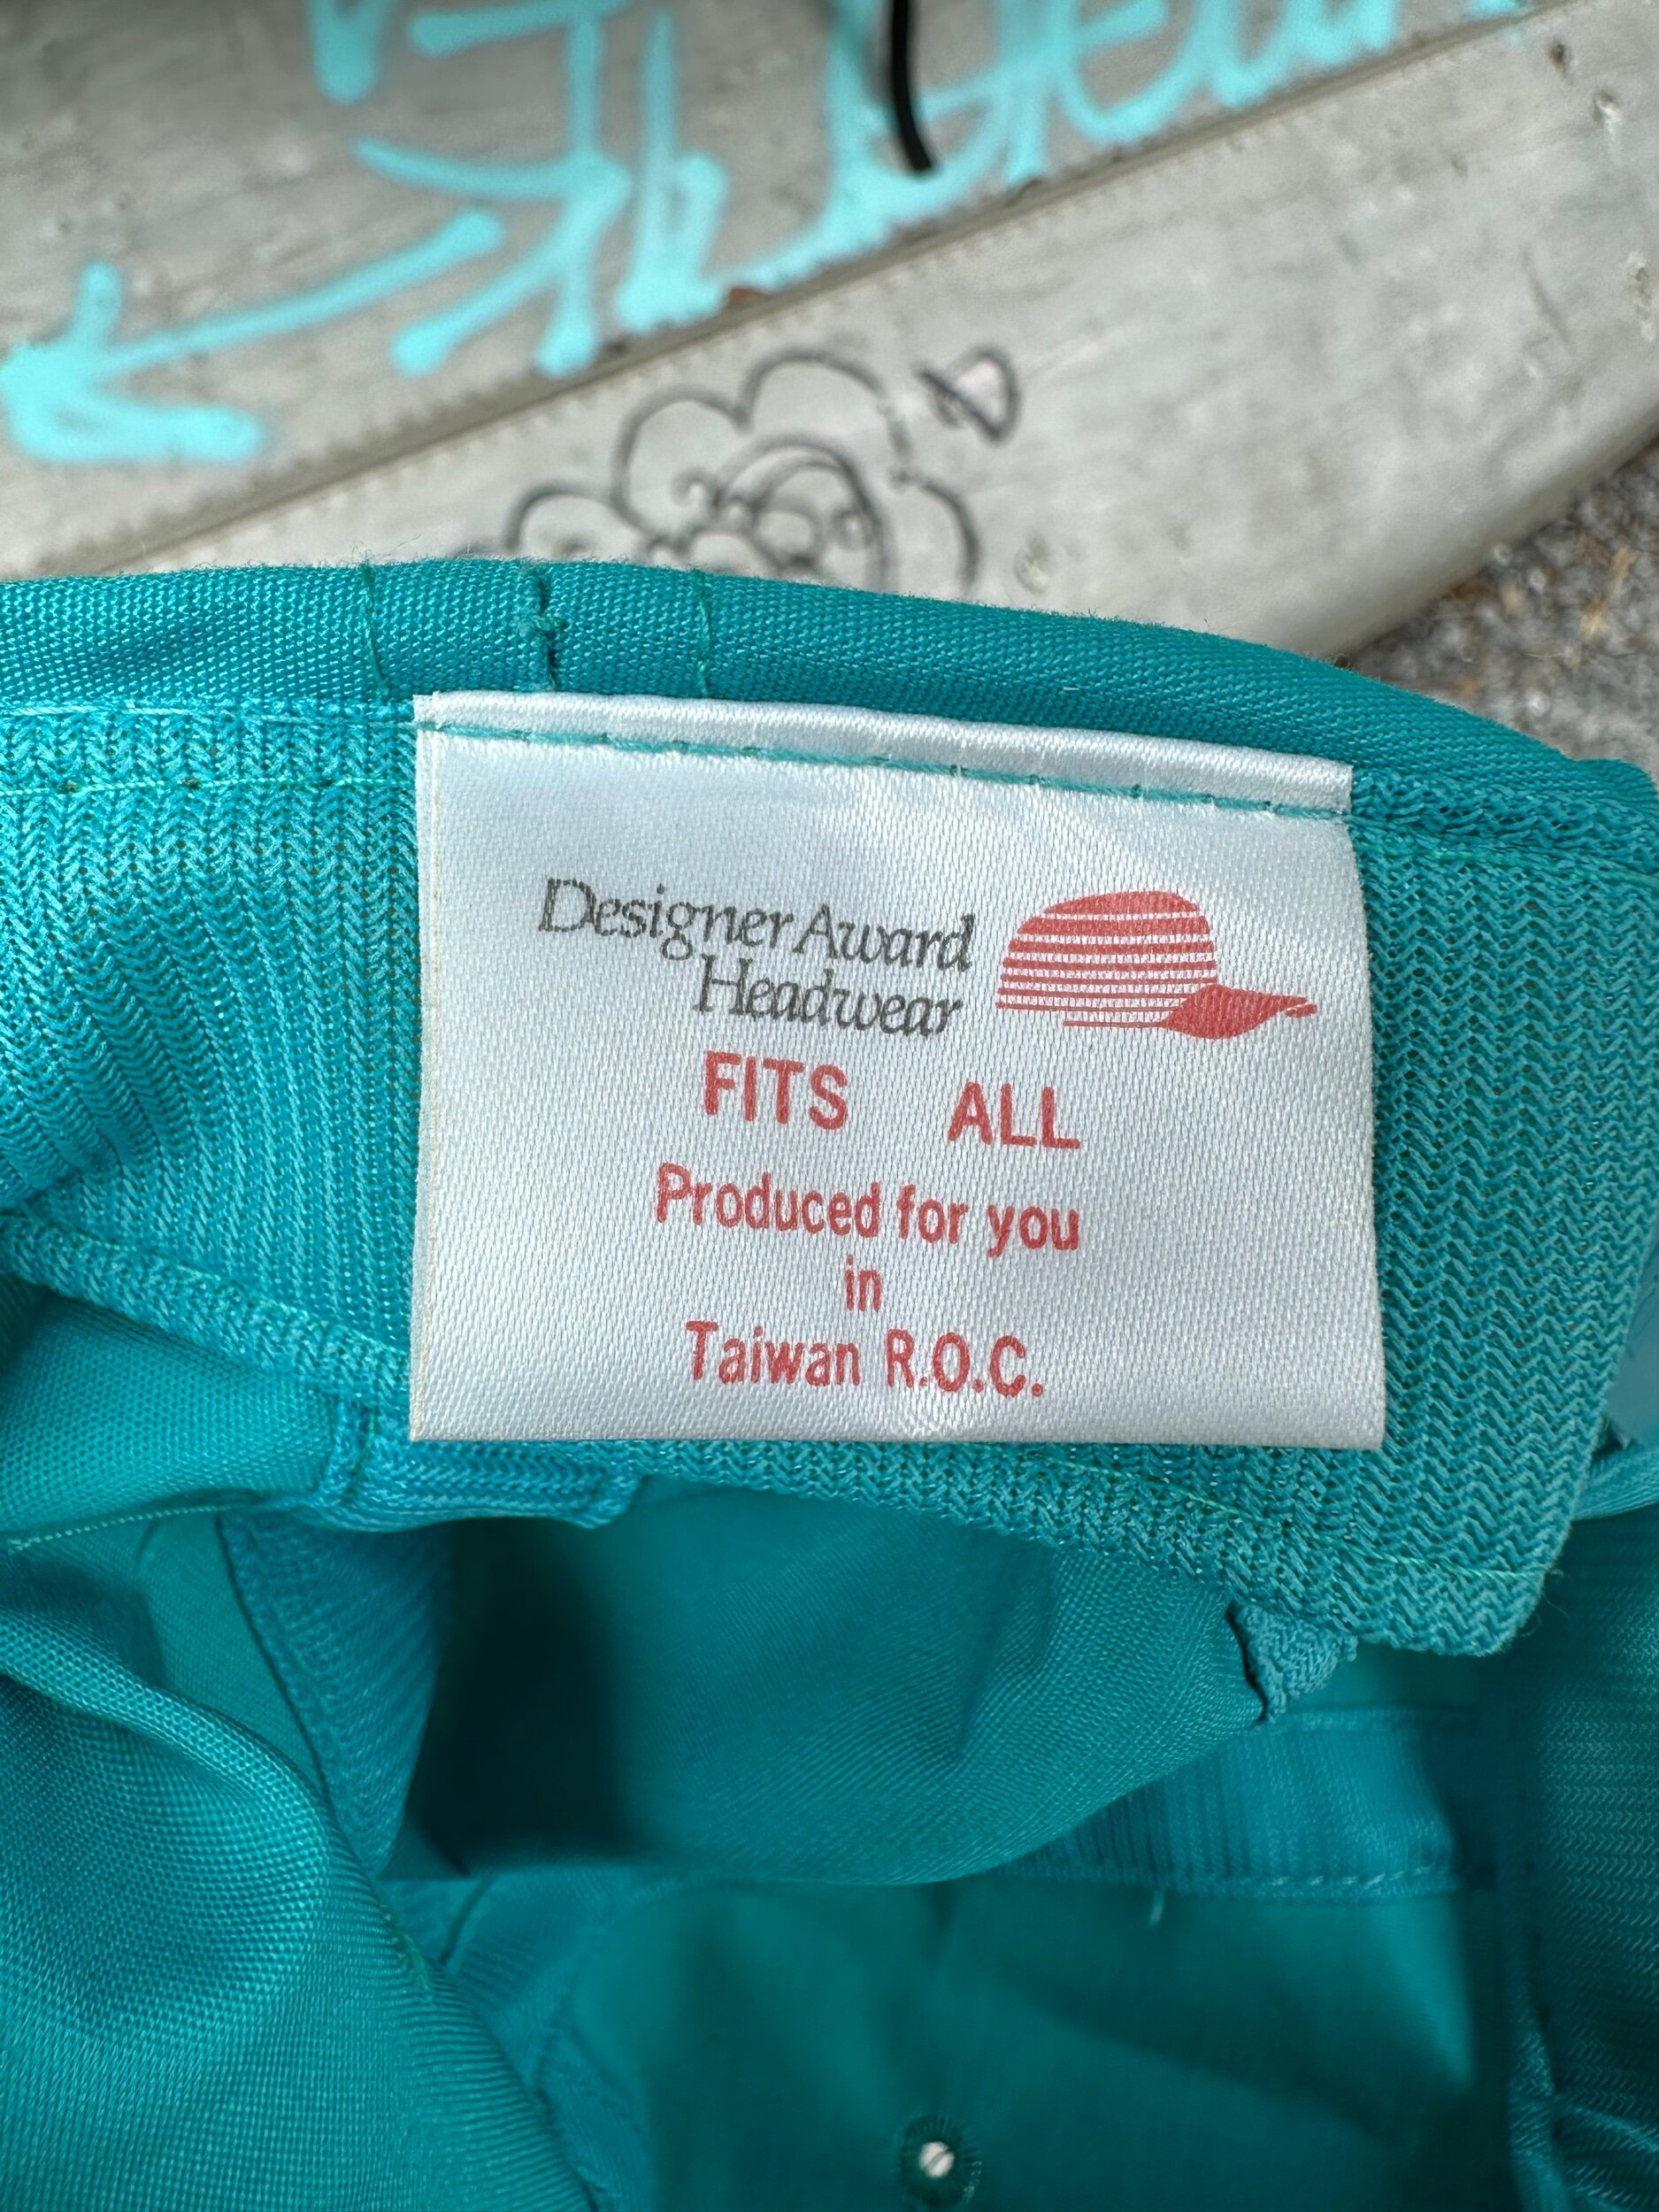 Designer Award
Headwear
FITS ALL
Produced for you
in
Taiwan R.O.C.